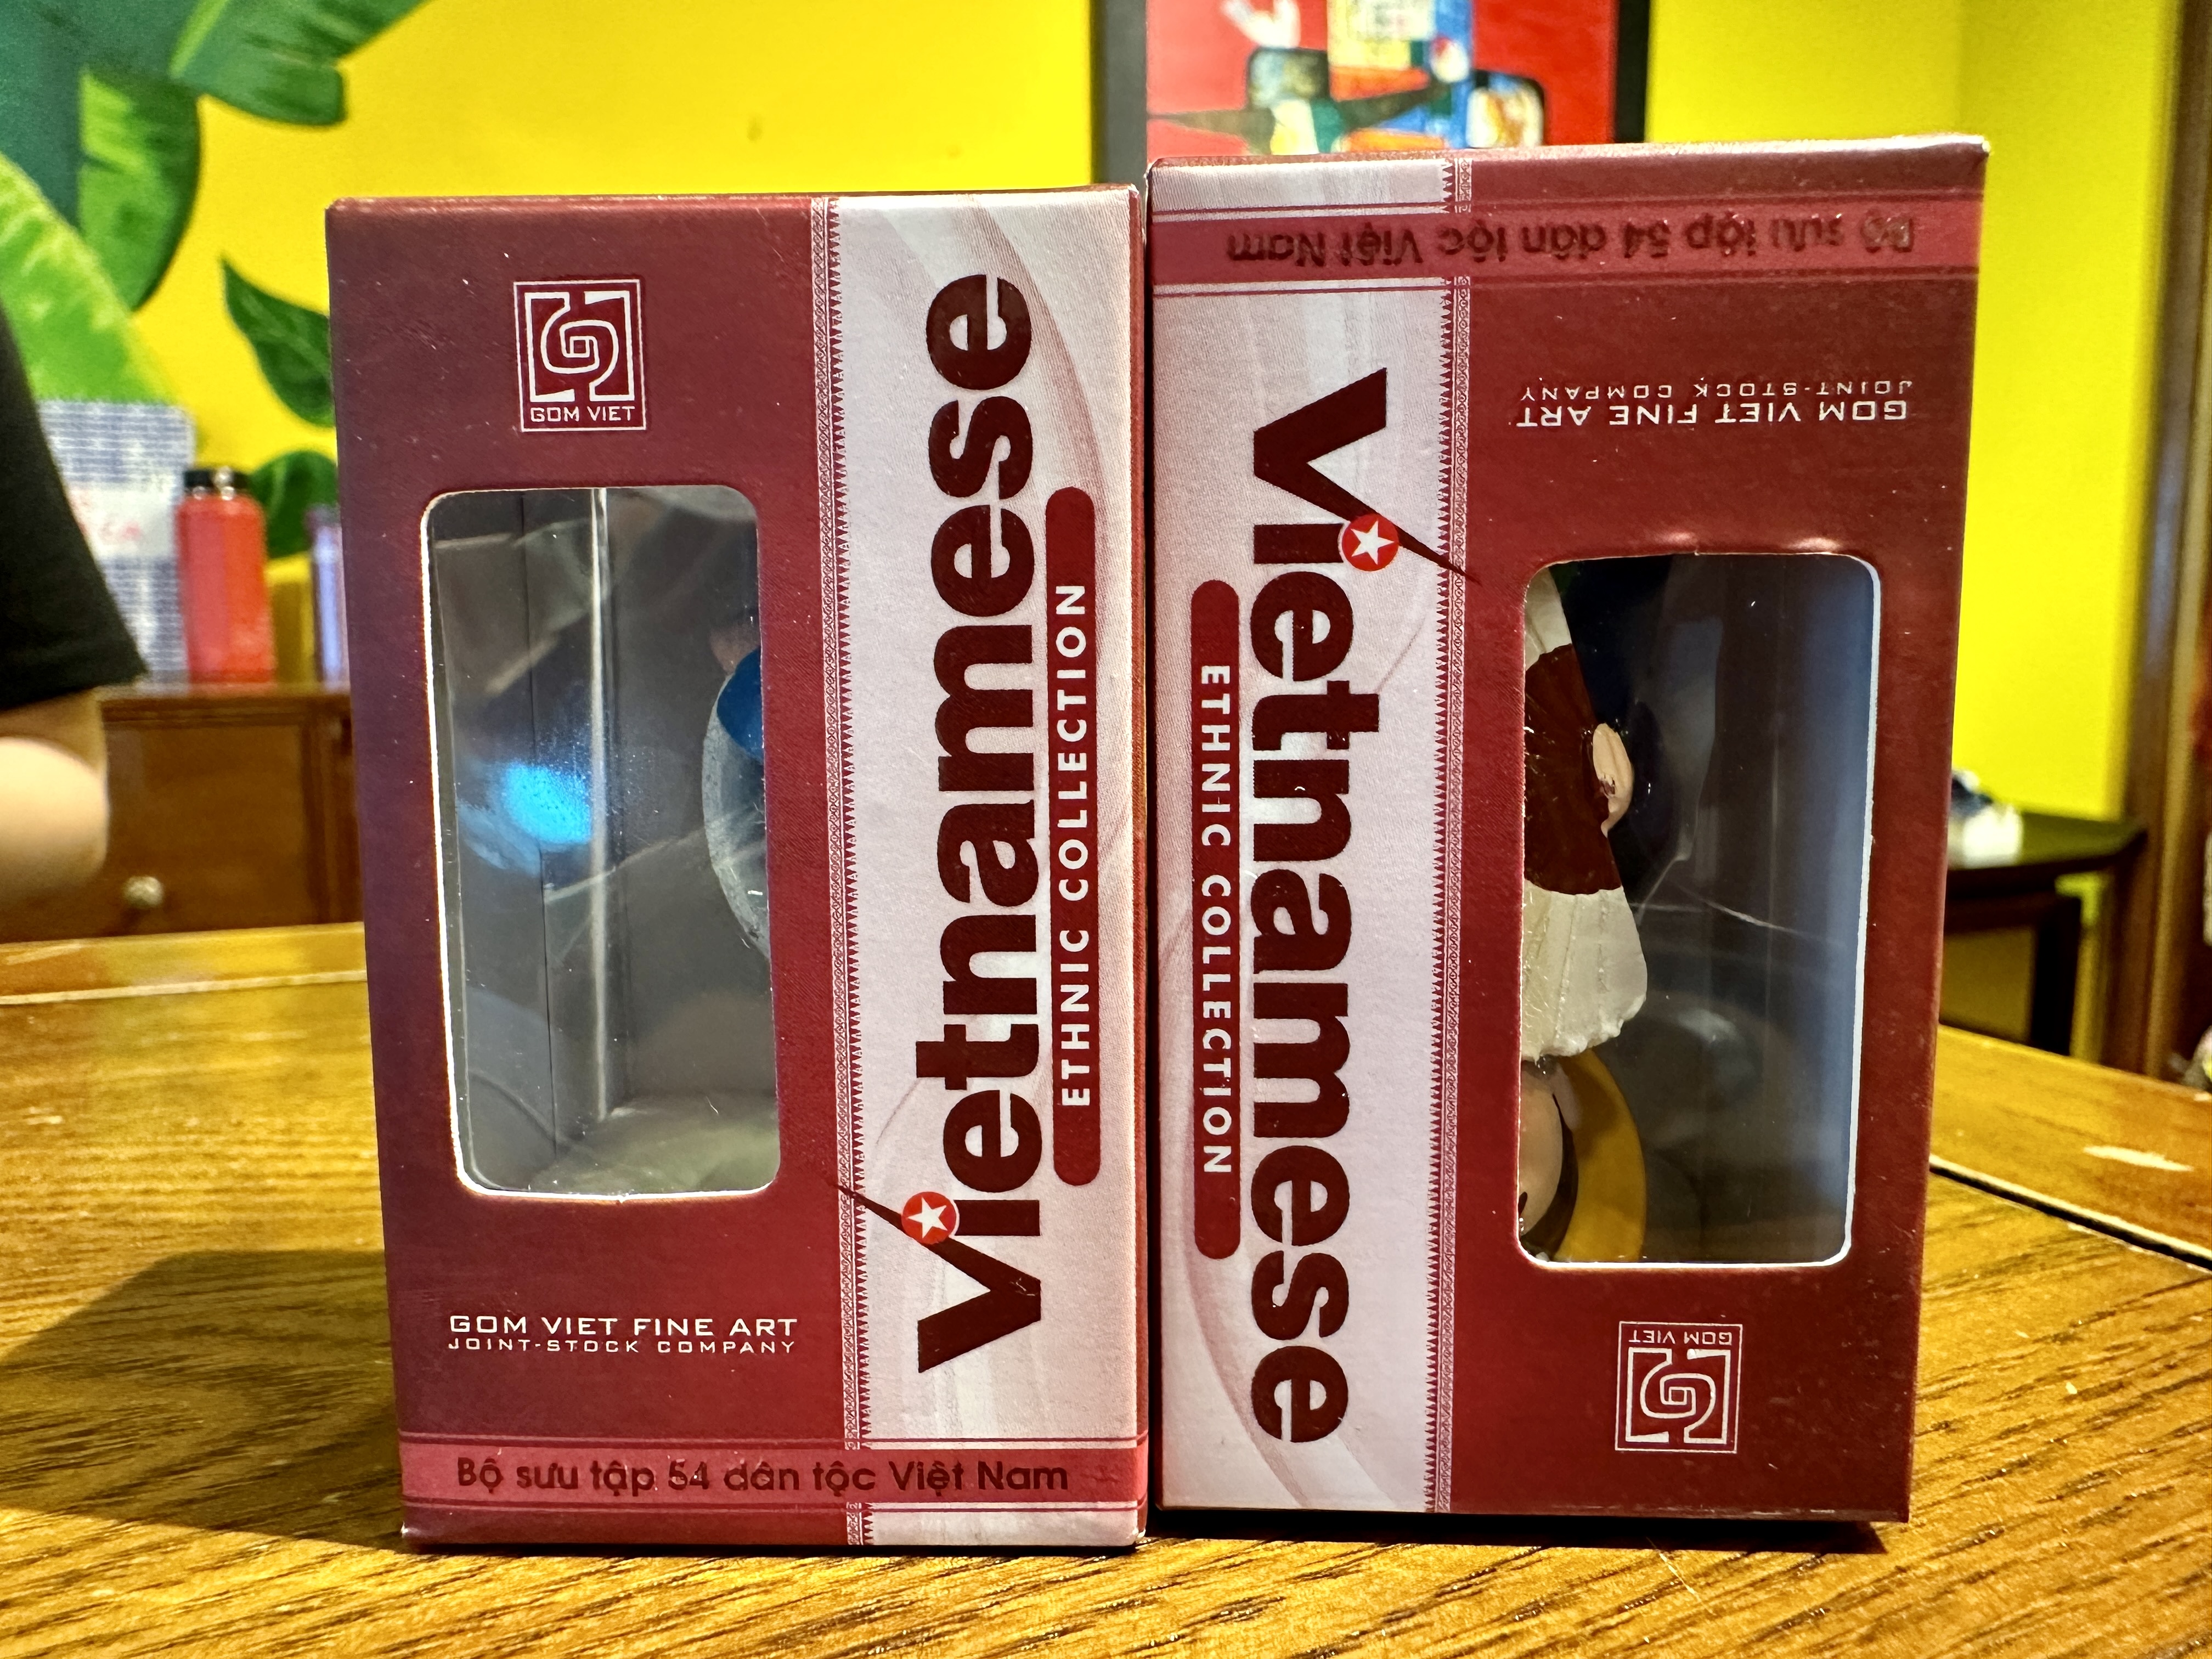 GOM VIET
Vietnamese
ETHNIC COLLECTION
GOM VIET FINE ART
JOINT-STOCK COMPANY
Bộ sưu tập 54 dân tộc Việt Nam
Bộ sưu tập 54 dân tộc Việt Nam
GOM VIET FINE ART
JOINT-STOCK COMPANY
Vietnamese
ETHNIC COLLECTION
GOM VIET